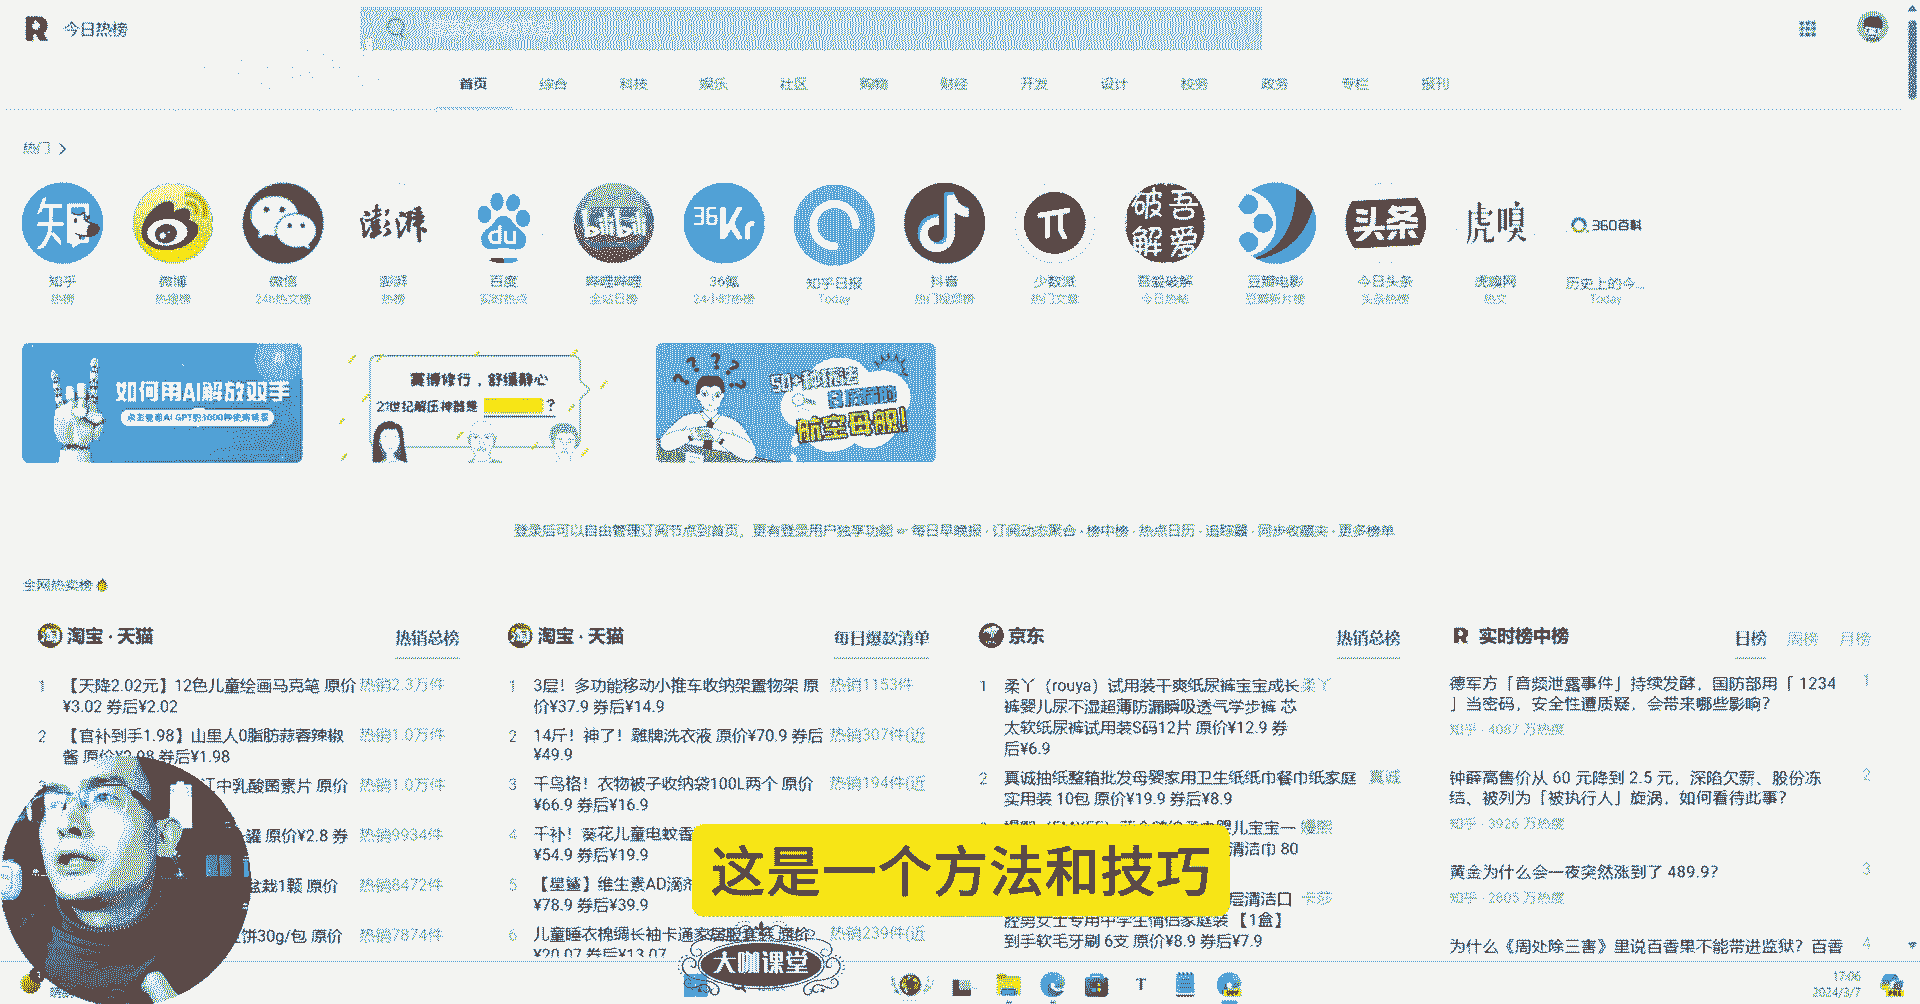 今日热榜
首页 综合 科技 娱乐 社区 购物 财经 开发 设计 校务 政务 专栏 报刊
热门
知 36Kr 头条 虎嗅 澎湃 du bilibili π 吾爱破解 360百科
知乎 微博 微信 澎湃 百度 哔哩哔哩 36氪 知乎日报 抖音 少数派 吾爱破解 豆瓣电影 今日头条 虎嗅网 历史上的今...
热榜 热搜榜 24h热文榜 热榜 实时热点 全站日榜 24小时热榜 Today 热门视频榜 热门文章 今日热帖 豆瓣新片榜 头条热榜 热文 Today
如何用AI解放双手
赛博修行，舒缓静心
21世纪解压神器是 ？
航空母舰!
登录后可以自由管理订阅节点到首页，更有登录用户独享功能 - 每日早晚报 · 订阅动态聚合 · 榜中榜 · 热点日历 · 追踪器 · 同步收藏夹 · 更多榜单
全网热卖榜
淘宝 · 天猫 热销总榜
1 【天降2.02元】12色儿童绘画马克笔 原价 热销2.3万件
¥3.02 券后¥2.02
2 【官补到手1.98】山里人0脂肪蒜蓉辣椒 热销1.0万件
酱 原价¥3.98 券后¥1.98
江中乳酸菌素片 原价 热销1.0万件
原价¥2.8 券 热销9934件
盆栽1颗 原价 热销8472件
饼30g/包 原价 热销7874件
淘宝 · 天猫 每日爆款清单
1 3层！多功能移动小推车收纳架置物架 原 热销1153件
价¥37.9 券后¥14.9
2 14斤！神了！雕牌洗衣液 原价¥70.9 券后 热销307件(近
¥49.9
3 千鸟格！衣物被子收纳袋100L两个 原价 热销194件(近
¥66.9 券后¥16.9
4 千补！葵花儿童电蚊香
¥54.9 券后¥19.9
5 【星鲨】维生素AD滴剂
¥78.9 券后¥39.9
6 儿童睡衣棉绸长袖卡通家居服套装 原价 热销239件(近
¥20.07 券后¥13.07
京东 热销总榜
1 柔丫（rouya）试用装干爽纸尿裤宝宝成长 柔丫
裤婴儿尿不湿超薄防漏瞬吸透气学步裤 芯
太软纸尿裤试用装S码12片 原价¥12.9 券
后¥6.9
2 真诚抽纸整箱批发母婴家用卫生纸纸巾餐巾纸家庭 真诚
实用装 10包 原价¥19.9 券后¥8.9
婴儿宝宝一
清洁巾 80
层清洁口
腔男女士专用中学生情侣家庭装 【1盒】
到手软毛牙刷 6支 原价¥8.9 券后¥7.9
R 实时榜中榜 日榜 周榜 月榜
德军方「音频泄露事件」持续发酵，国防部用「 1234 1
」当密码，安全性遭质疑，会带来哪些影响？
知乎 · 4087 万热度
钟薛高售价从 60 元降到 2.5 元，深陷欠薪、股份冻 2
结、被列为「被执行人」旋涡，如何看待此事？
知乎 · 3926 万热度
黄金为什么会一夜突然涨到了 489.9？ 3
知乎 · 2805 万热度
为什么《周处除三害》里说百香果不能带进监狱？百香 4
这是一个方法和技巧
大咖课堂
17:06
2024/3/7